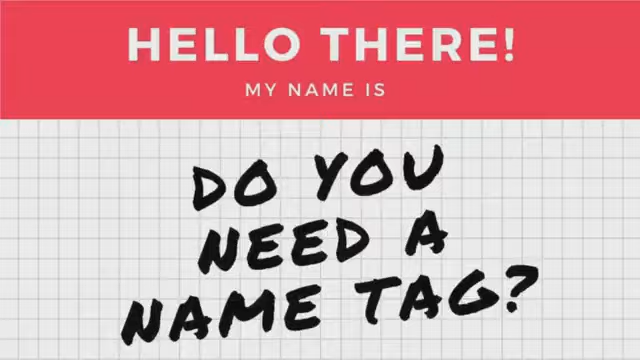 HELLO THERE!
MY NAME IS
DO YOU
NEED A
NAME TAG?